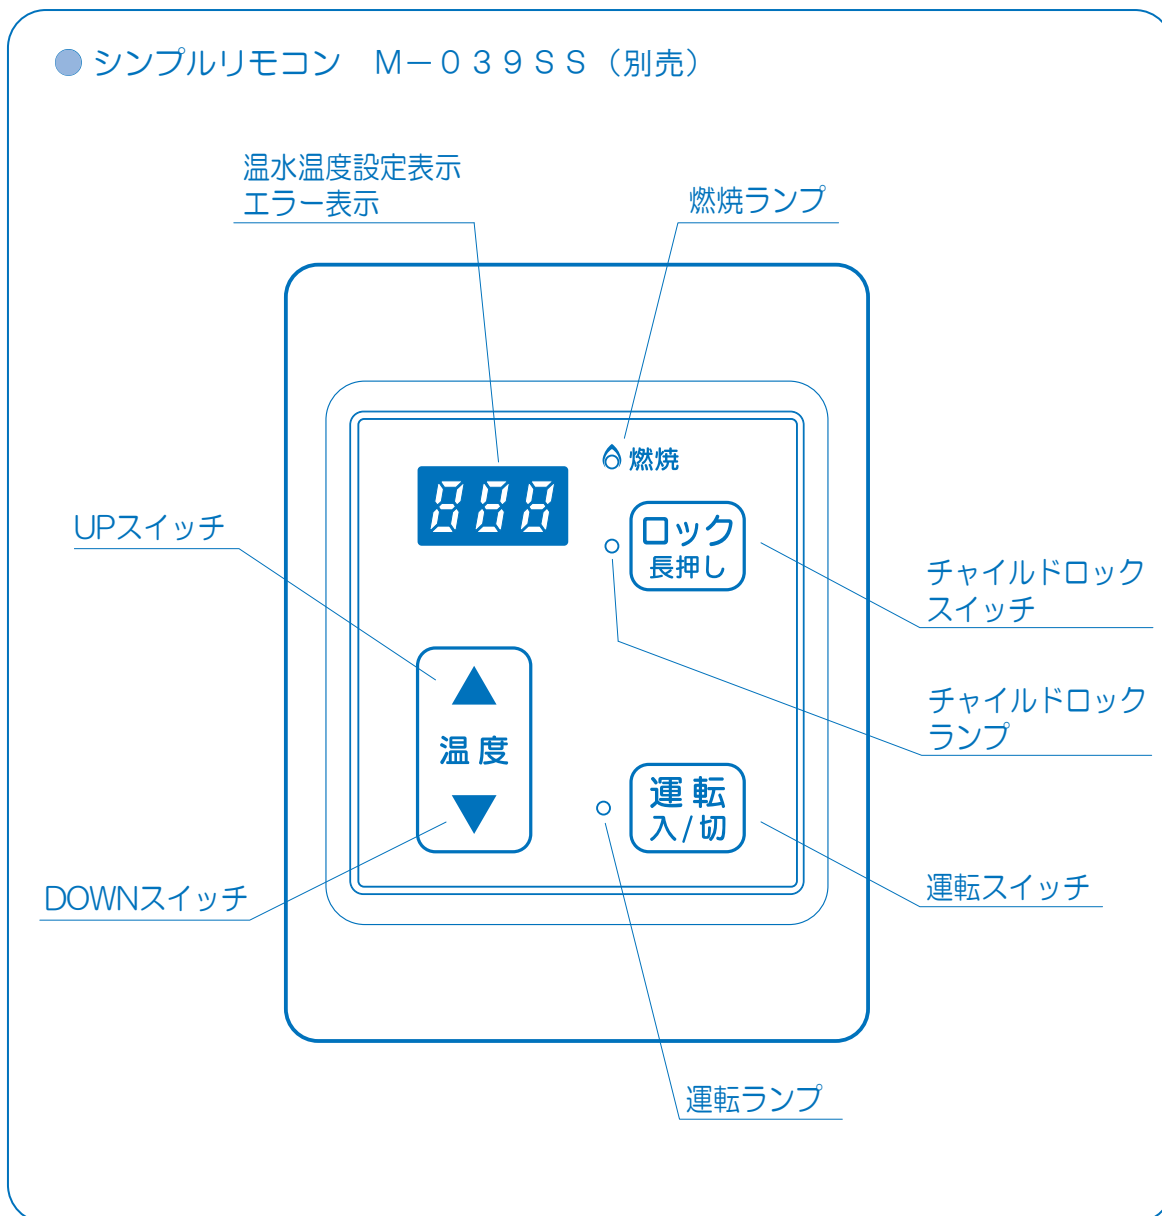 シンプルリモコン　M－０３９ＳＳ（別売）
温水温度設定表示
エラー表示
燃焼ランプ
燃焼
888
UPスイッチ
ロック
長押し
チャイルドロック
スイッチ
チャイルドロック
ランプ
温度
運転
入/切
DOWNスイッチ
運転スイッチ
運転ランプ